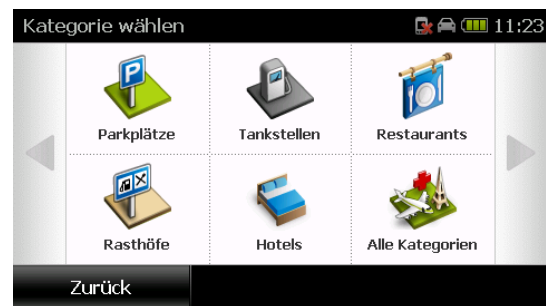 Kategorie wählen 11:23
Parkplätze Tankstellen Restaurants
Rasthöfe Hotels Alle Kategorien
Zurück